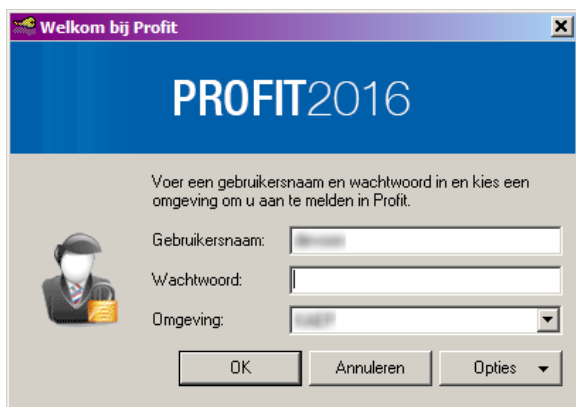 Welkom bij Profit
PROFIT2016
Voer een gebruikersnaam en wachtwoord in en kies een
omgeving om u aan te melden in Profit.
Gebruikersnaam:
Wachtwoord:
Omgeving:
OK Annuleren Opties